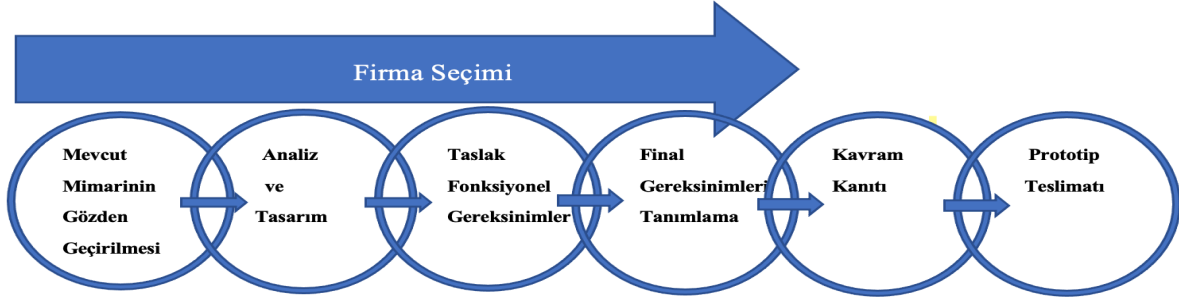 Firma Seçimi
Mevcut
Mimarinin
Gözden
Geçirilmesi
Analiz
ve
Tasarım
Taslak
Fonksiyonel
Gereksinimler
Final
Gereksinimleri
Tanımlama
Kavram
Kanıtı
Prototip
Teslimatı